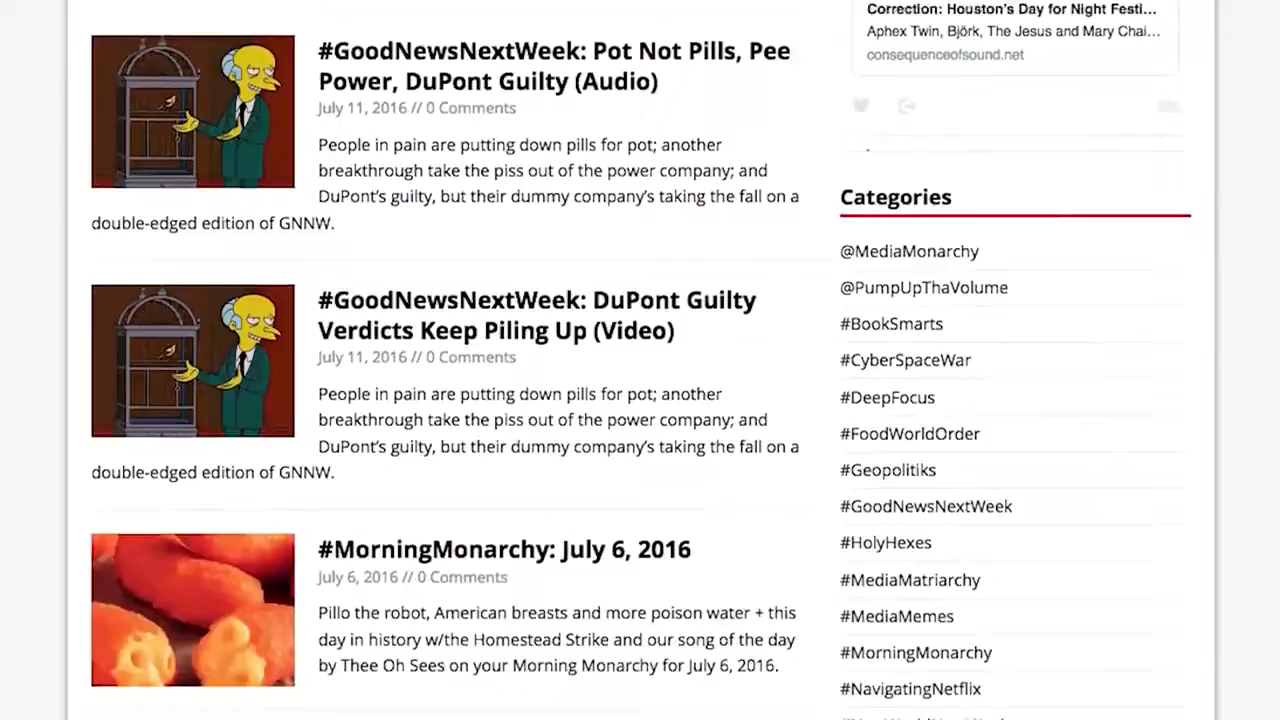 #GoodNewsNextWeek: Pot Not Pills, Pee
Power, DuPont Guilty (Audio)
July 11, 2016 // 0 Comments
People in pain are putting down pills for pot; another
breakthrough take the piss out of the power company; and
DuPont’s guilty, but their dummy company’s taking the fall on a
double-edged edition of GNNW.
#GoodNewsNextWeek: DuPont Guilty
Verdicts Keep Piling Up (Video)
July 11, 2016 // 0 Comments
People in pain are putting down pills for pot; another
breakthrough take the piss out of the power company; and
DuPont’s guilty, but their dummy company’s taking the fall on a
double-edged edition of GNNW.
#MorningMonarchy: July 6, 2016
July 6, 2016 // 0 Comments
Pillo the robot, American breasts and more poison water + this
day in history w/the Homestead Strike and our song of the day
by Thee Oh Sees on your Morning Monarchy for July 6, 2016.
Correction: Houston’s Day for Night Festi...
Aphex Twin, Björk, The Jesus and Mary Chai...
consequenceofsound.net
Categories
@MediaMonarchy
@PumpUpThaVolume
#BookSmarts
#CyberSpaceWar
#DeepFocus
#FoodWorldOrder
#Geopolitiks
#GoodNewsNextWeek
#HolyHexes
#MediaMatriarchy
#MediaMemes
#MorningMonarchy
#NavigatingNetflix